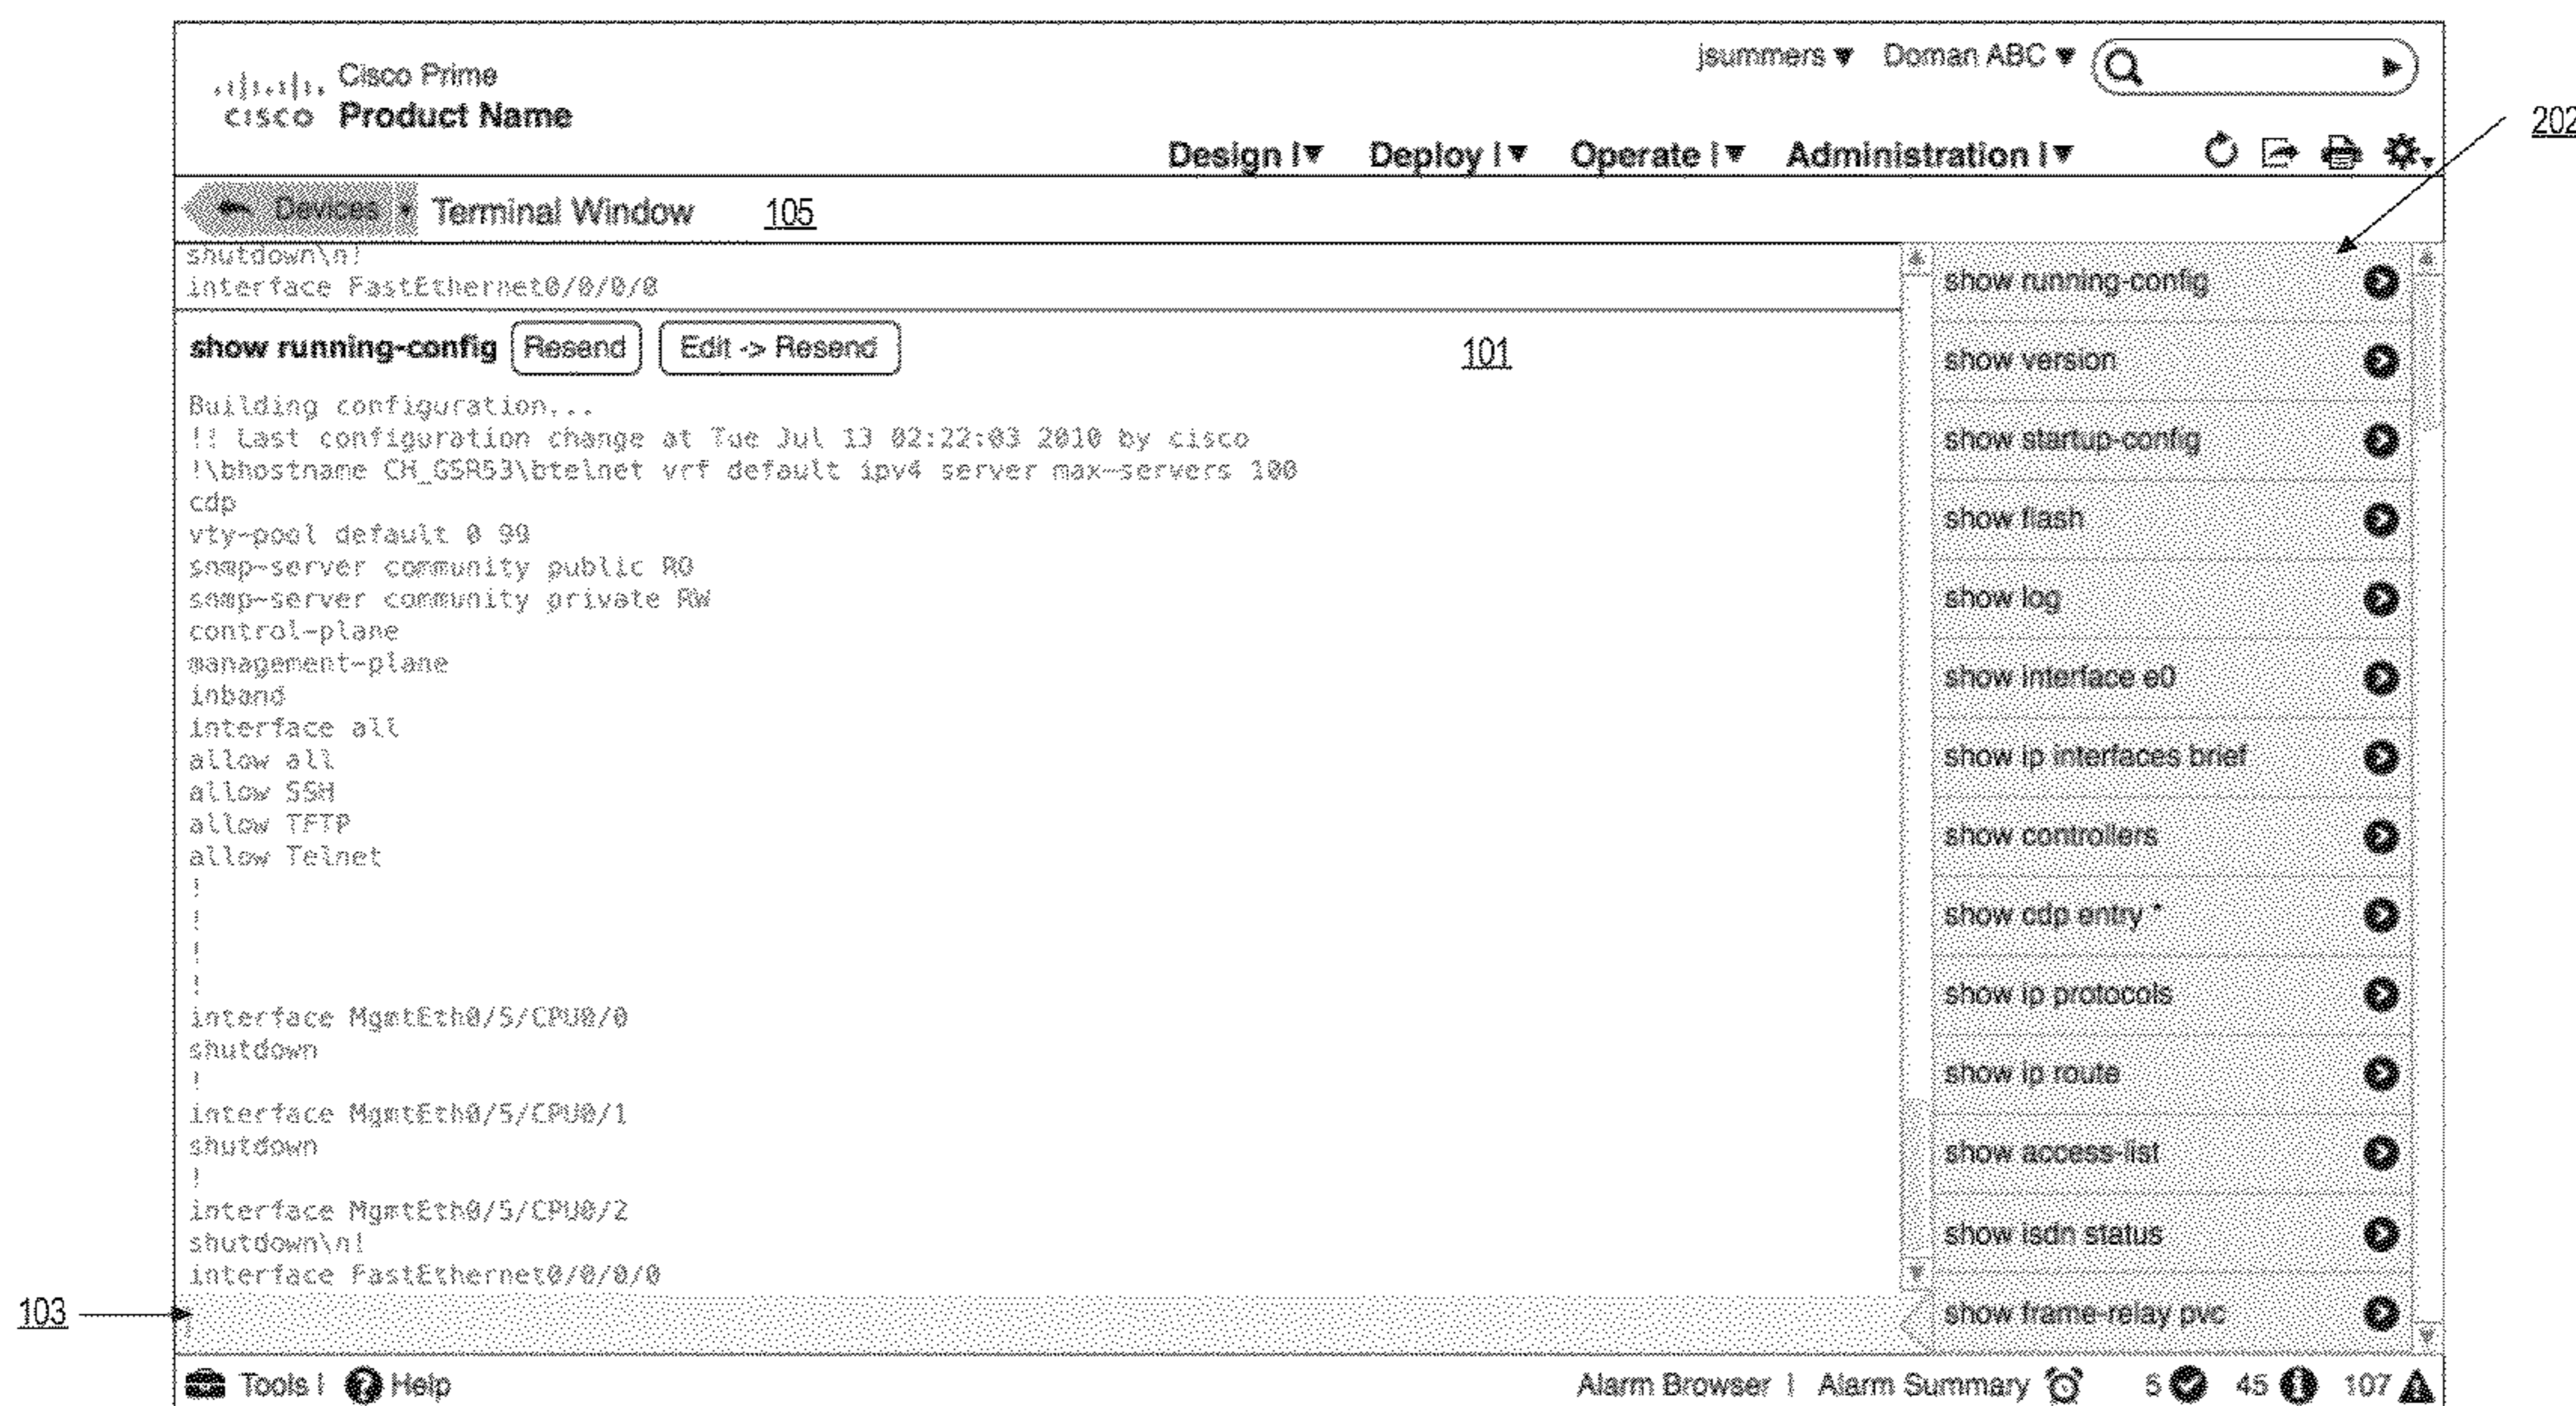 jsummers ▼ Doman ABC ▼
Cisco Prime
cisco Product Name
202
Design | ▼ Deploy | ▼ Operate | ▼ Administration | ▼
Devices Terminal Window 105
shutdown\n!
interface FastEthernet0/0/0/0
show running-config Resend Edit -> Resend 101
Building configuration...
!! Last configuration change at Tue Jul 13 02:22:03 2010 by cisco
!\bhostname CH_GSR53\btelnet vrf default ipv4 server max-servers 100
cdp
vty-pool default 0 99
snmp-server community public RO
snmp-server community private RW
control-plane
management-plane
inband
interface all
allow all
allow SSH
allow TFTP
allow Telnet
!
!
!
!
interface MgmtEth0/5/CPU0/0
shutdown
!
interface MgmtEth0/5/CPU0/1
shutdown
!
interface MgmtEth0/5/CPU0/2
shutdown\n!
interface FastEthernet0/0/0/0
103
show running-config
show version
show startup-config
show flash
show log
show interface e0
show ip interfaces brief
show controllers
show cdp entry *
show ip protocols
show ip route
show access-list
show isdn status
show frame-relay pvc
Tools | Help Alarm Browser | Alarm Summary 5 45 107